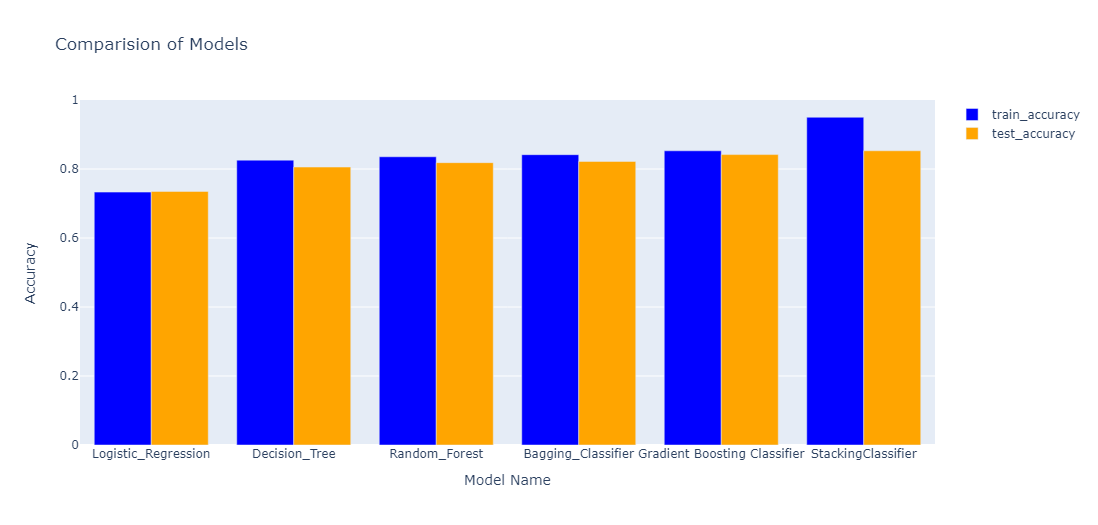 Comparision of Models
train_accuracy
test_accuracy
Accuracy
1
0.8
0.6
0.4
0.2
0
Logistic_Regression
Decision_Tree
Random_Forest
Bagging_Classifier
Gradient Boosting Classifier
StackingClassifier
Model Name